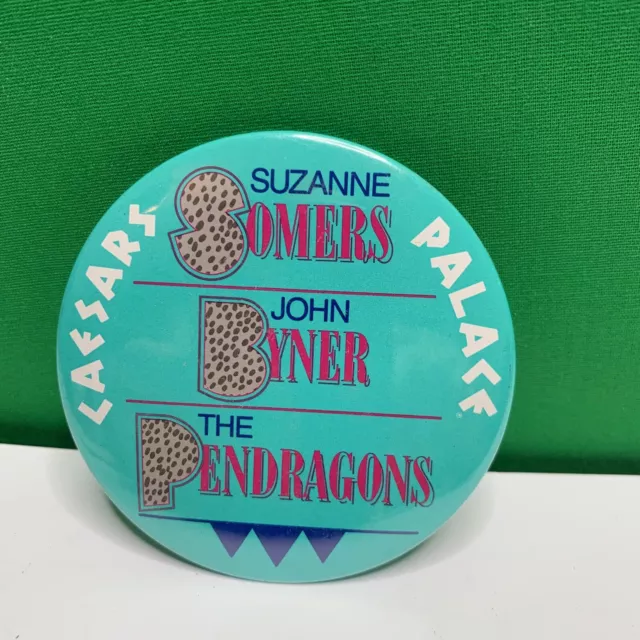 CAESARS PALACE
SUZANNE
SOMERS
JOHN
BYNER
THE
PENDRAGONS